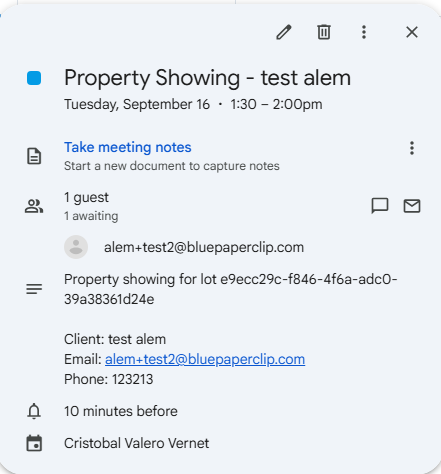 Property Showing - test alem
Tuesday, September 16 · 1:30 – 2:00pm
Take meeting notes
Start a new document to capture notes
1 guest
1 awaiting
alem+test2@bluepaperclip.com
Property showing for lot e9ecc29c-f846-4f6a-adc0-
39a38361d24e
Client: test alem
Email: alem+test2@bluepaperclip.com
Phone: 123213
10 minutes before
Cristobal Valero Vernet